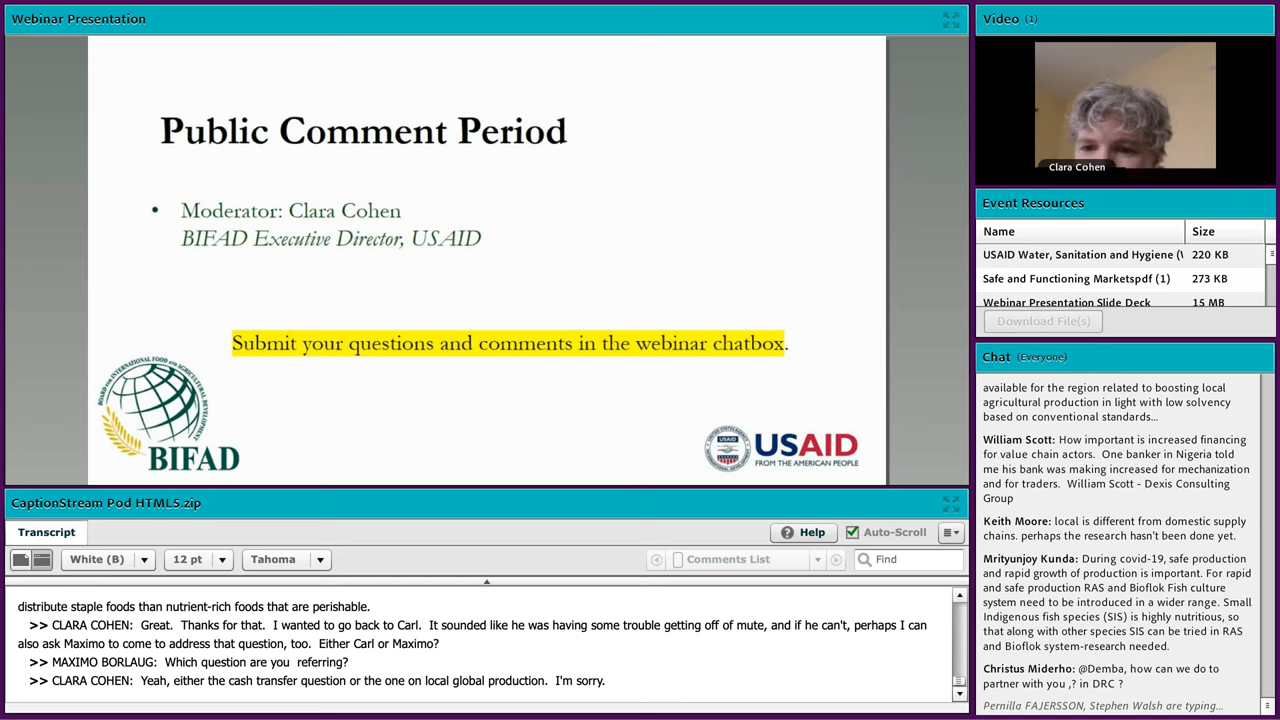 Webinar Presentation
Public Comment Period
• Moderator: Clara Cohen
BIFAD Executive Director, USAID
Submit your questions and comments in the webinar chatbox.
BOARD FOR INTERNATIONAL FOOD AND AGRICULTURAL DEVELOPMENT
BIFAD
USAID
USAID
FROM THE AMERICAN PEOPLE
CaptionStream Pod HTML5.zip
Transcript
Help
Auto-Scroll
White (B)
12 pt
Tahoma
Comments List
Find
distribute staple foods than nutrient-rich foods that are perishable.
>> CLARA COHEN: Great. Thanks for that. I wanted to go back to Carl. It sounded like he was having some trouble getting off of mute, and if he can't, perhaps I can
also ask Maximo to come to address that question, too. Either Carl or Maximo?
>> MAXIMO BORLAUG: Which question are you referring?
>> CLARA COHEN: Yeah, either the cash transfer question or the one on local global production. I'm sorry.
Video (1)
Clara Cohen
Event Resources
Name Size
USAID Water, Sanitation and Hygiene (\ 220 KB
Safe and Functioning Marketspdf (1) 273 KB
Webinar Presentation Slide Deck 15 MB
Download File(s)
Chat (Everyone)
available for the region related to boosting local
agricultural production in light with low solvency
based on conventional standards...
William Scott: How important is increased financing
for value chain actors. One banker in Nigeria told
me his bank was making increased for mechanization
and for traders. William Scott - Dexis Consulting
Group
Keith Moore: local is different from domestic supply
chains. perhaps the research hasn't been done yet.
Mrityunjoy Kunda: During covid-19, safe production
and rapid growth of production is important. For rapid
and safe production RAS and Bioflok Fish culture
system need to be introduced in a wider range. Small
Indigenous fish species (SIS) is highly nutritious, so
that along with other species SIS can be tried in RAS
and Bioflok system-research needed.
Christus Miderho: @Demba, how can we do to
partner with you ,? in DRC ?
Pernilla FAJERSSON, Stephen Walsh are typing...